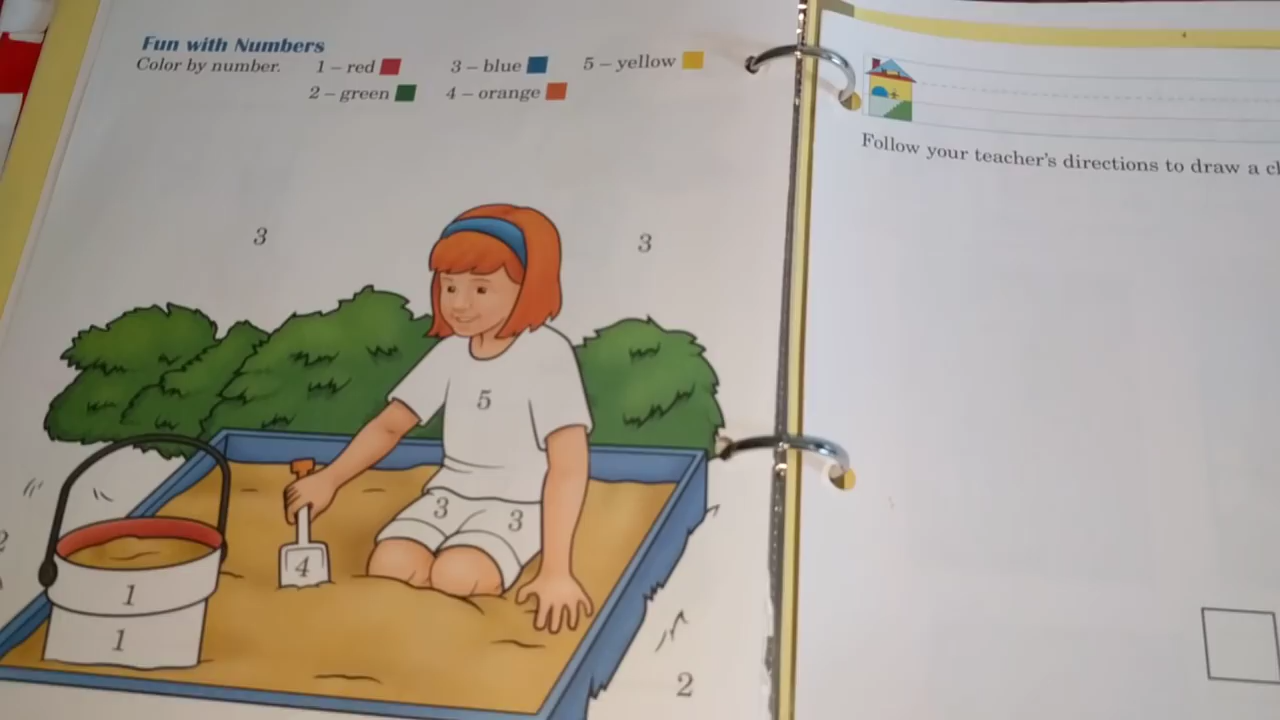 Fun with Numbers
Color by number. 1 – red 3 – blue 5 – yellow
2 – green 4 – orange
3 3
5
3 3
4
1
1
2
2
Follow your teacher's directions to draw a